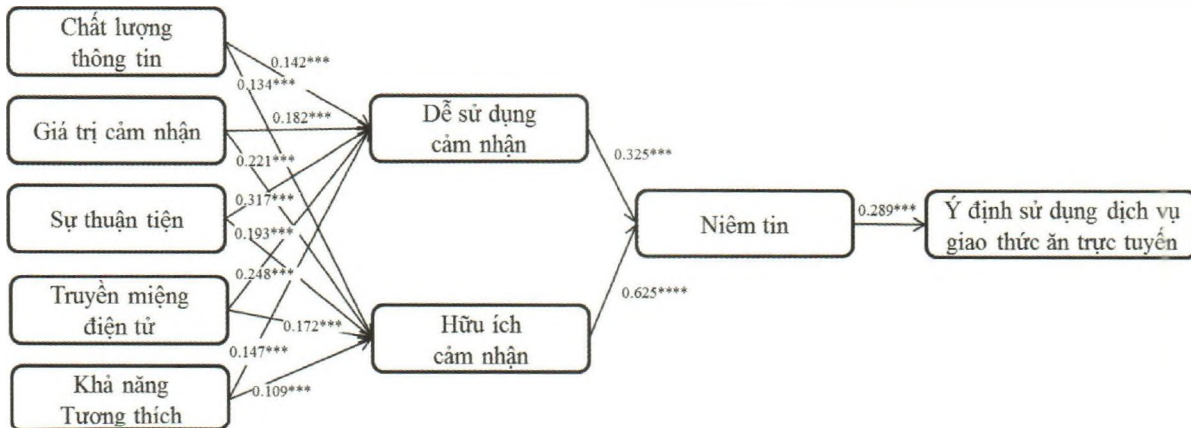 Chất lượng
thông tin
0.142***
0.134***
Giá trị cảm nhận
0.182***
Dễ sử dụng
cảm nhận
0.221***
0.325***
Sự thuận tiện
0.317***
0.193***
Niêm tin
0.289***
Ý định sử dụng dịch vụ
giao thức ăn trực tuyến
0.248***
Truyền miệng
điện tử
0.172***
Hữu ích
cảm nhận
0.625****
0.147***
0.109***
Khả năng
Tương thích